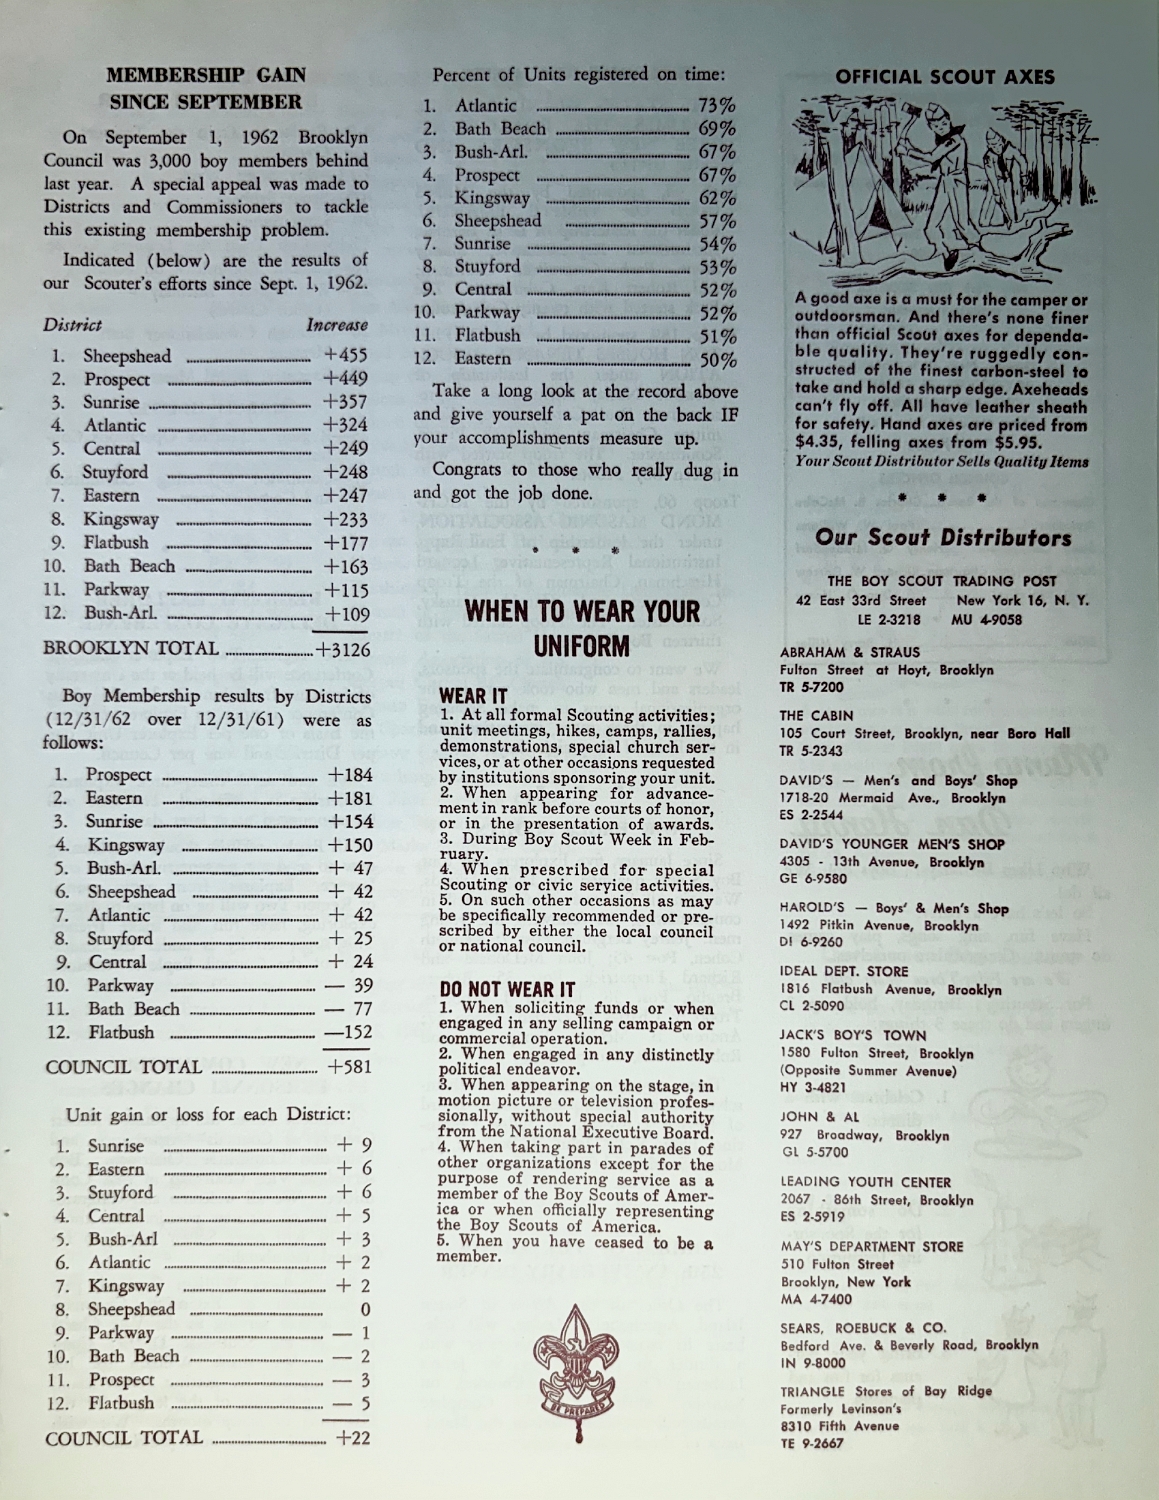 MEMBERSHIP GAIN
SINCE SEPTEMBER
On September 1, 1962 Brooklyn
Council was 3,000 boy members behind
last year. A special appeal was made to
Districts and Commissioners to tackle
this existing membership problem.
Indicated (below) are the results of
our Scouter's efforts since Sept. 1, 1962.
District Increase
1. Sheepshead +455
2. Prospect +449
3. Sunrise +357
4. Atlantic +324
5. Central +249
6. Stuyford +248
7. Eastern +247
8. Kingsway +233
9. Flatbush +177
10. Bath Beach +163
11. Parkway +115
12. Bush-Arl. +109
BROOKLYN TOTAL +3126
Boy Membership results by Districts
(12/31/62 over 12/31/61) were as
follows:
1. Prospect +184
2. Eastern +181
3. Sunrise +154
4. Kingsway +150
5. Bush-Arl. + 47
6. Sheepshead + 42
7. Atlantic + 42
8. Stuyford + 25
9. Central + 24
10. Parkway — 39
11. Bath Beach — 77
12. Flatbush —152
COUNCIL TOTAL +581
Unit gain or loss for each District:
1. Sunrise + 9
2. Eastern + 6
3. Stuyford + 6
4. Central + 5
5. Bush-Arl + 3
6. Atlantic + 2
7. Kingsway + 2
8. Sheepshead 0
9. Parkway — 1
10. Bath Beach — 2
11. Prospect — 3
12. Flatbush — 5
COUNCIL TOTAL +22
Percent of Units registered on time:
1. Atlantic 73%
2. Bath Beach 69%
3. Bush-Arl. 67%
4. Prospect 67%
5. Kingsway 62%
6. Sheepshead 57%
7. Sunrise 54%
8. Stuyford 53%
9. Central 52%
10. Parkway 52%
11. Flatbush 51%
12. Eastern 50%
Take a long look at the record above
and give yourself a pat on the back IF
your accomplishments measure up.
Congrats to those who really dug in
and got the job done.
* * *
WHEN TO WEAR YOUR
UNIFORM
WEAR IT
1. At all formal Scouting activities;
unit meetings, hikes, camps, rallies,
demonstrations, special church ser-
vices, or at other occasions requested
by institutions sponsoring your unit.
2. When appearing for advance-
ment in rank before courts of honor,
or in the presentation of awards.
3. During Boy Scout Week in Feb-
ruary.
4. When prescribed for special
Scouting or civic service activities.
5. On such other occasions as may
be specifically recommended or pre-
scribed by either the local council
or national council.
DO NOT WEAR IT
1. When soliciting funds or when
engaged in any selling campaign or
commercial operation.
2. When engaged in any distinctly
political endeavor.
3. When appearing on the stage, in
motion picture or television profes-
sionally, without special authority
from the National Executive Board.
4. When taking part in parades of
other organizations except for the
purpose of rendering service as a
member of the Boy Scouts of Amer-
ica or when officially representing
the Boy Scouts of America.
5. When you have ceased to be a
member.
BE PREPARED
OFFICIAL SCOUT AXES
A good axe is a must for the camper or
outdoorsman. And there's none finer
than official Scout axes for dependa-
ble quality. They're ruggedly con-
structed of the finest carbon-steel to
take and hold a sharp edge. Axeheads
can't fly off. All have leather sheath
for safety. Hand axes are priced from
$4.35, felling axes from $5.95.
Your Scout Distributor Sells Quality Items
* * *
Our Scout Distributors
THE BOY SCOUT TRADING POST
42 East 33rd Street New York 16, N. Y.
LE 2-3218 MU 4-9058
ABRAHAM & STRAUS
Fulton Street at Hoyt, Brooklyn
TR 5-7200
THE CABIN
105 Court Street, Brooklyn, near Boro Hall
TR 5-2343
DAVID'S — Men's and Boys' Shop
1718-20 Mermaid Ave., Brooklyn
ES 2-2544
DAVID'S YOUNGER MEN'S SHOP
4305 - 13th Avenue, Brooklyn
GE 6-9580
HAROLD'S — Boys' & Men's Shop
1492 Pitkin Avenue, Brooklyn
DI 6-9260
IDEAL DEPT. STORE
1816 Flatbush Avenue, Brooklyn
CL 2-5090
JACK'S BOY'S TOWN
1580 Fulton Street, Brooklyn
(Opposite Summer Avenue)
HY 3-4821
JOHN & AL
927 Broadway, Brooklyn
GL 5-5700
LEADING YOUTH CENTER
2067 - 86th Street, Brooklyn
ES 2-5919
MAY'S DEPARTMENT STORE
510 Fulton Street
Brooklyn, New York
MA 4-7400
SEARS, ROEBUCK & CO.
Bedford Ave. & Beverly Road, Brooklyn
IN 9-8000
TRIANGLE Stores of Bay Ridge
Formerly Levinson's
8310 Fifth Avenue
TE 9-2667